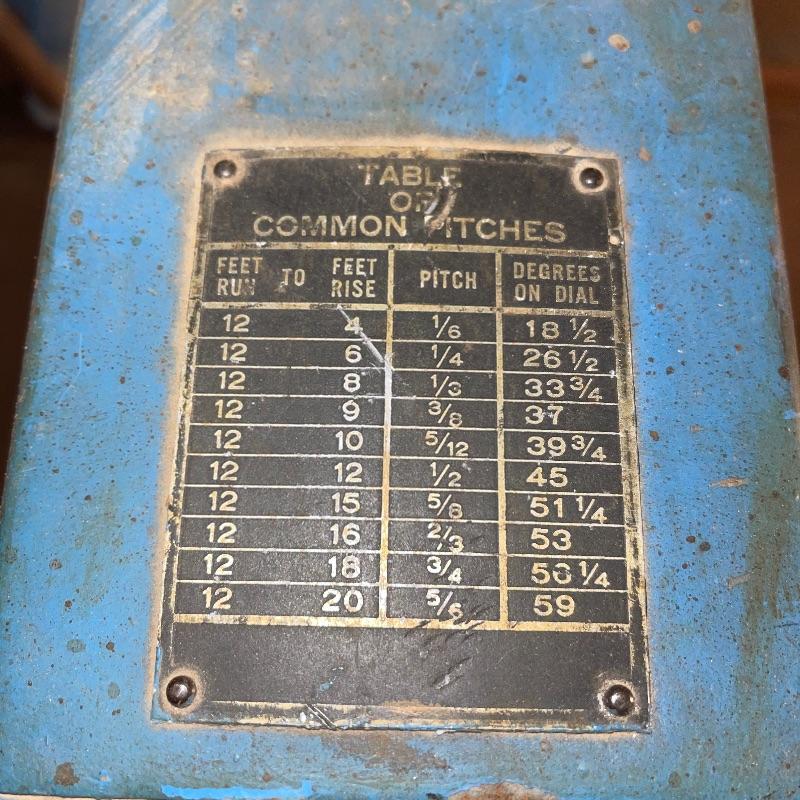 TABLE
OF
COMMON PITCHES
FEET RUN TO FEET RISE PITCH DEGREES ON DIAL
12 4 1/6 18 1/2
12 6 1/4 26 1/2
12 8 1/3 33 3/4
12 9 3/8 37
12 10 5/12 39 3/4
12 12 1/2 45
12 15 5/8 51 1/4
12 16 2/3 53
12 18 3/4 56 1/4
12 20 5/6 59